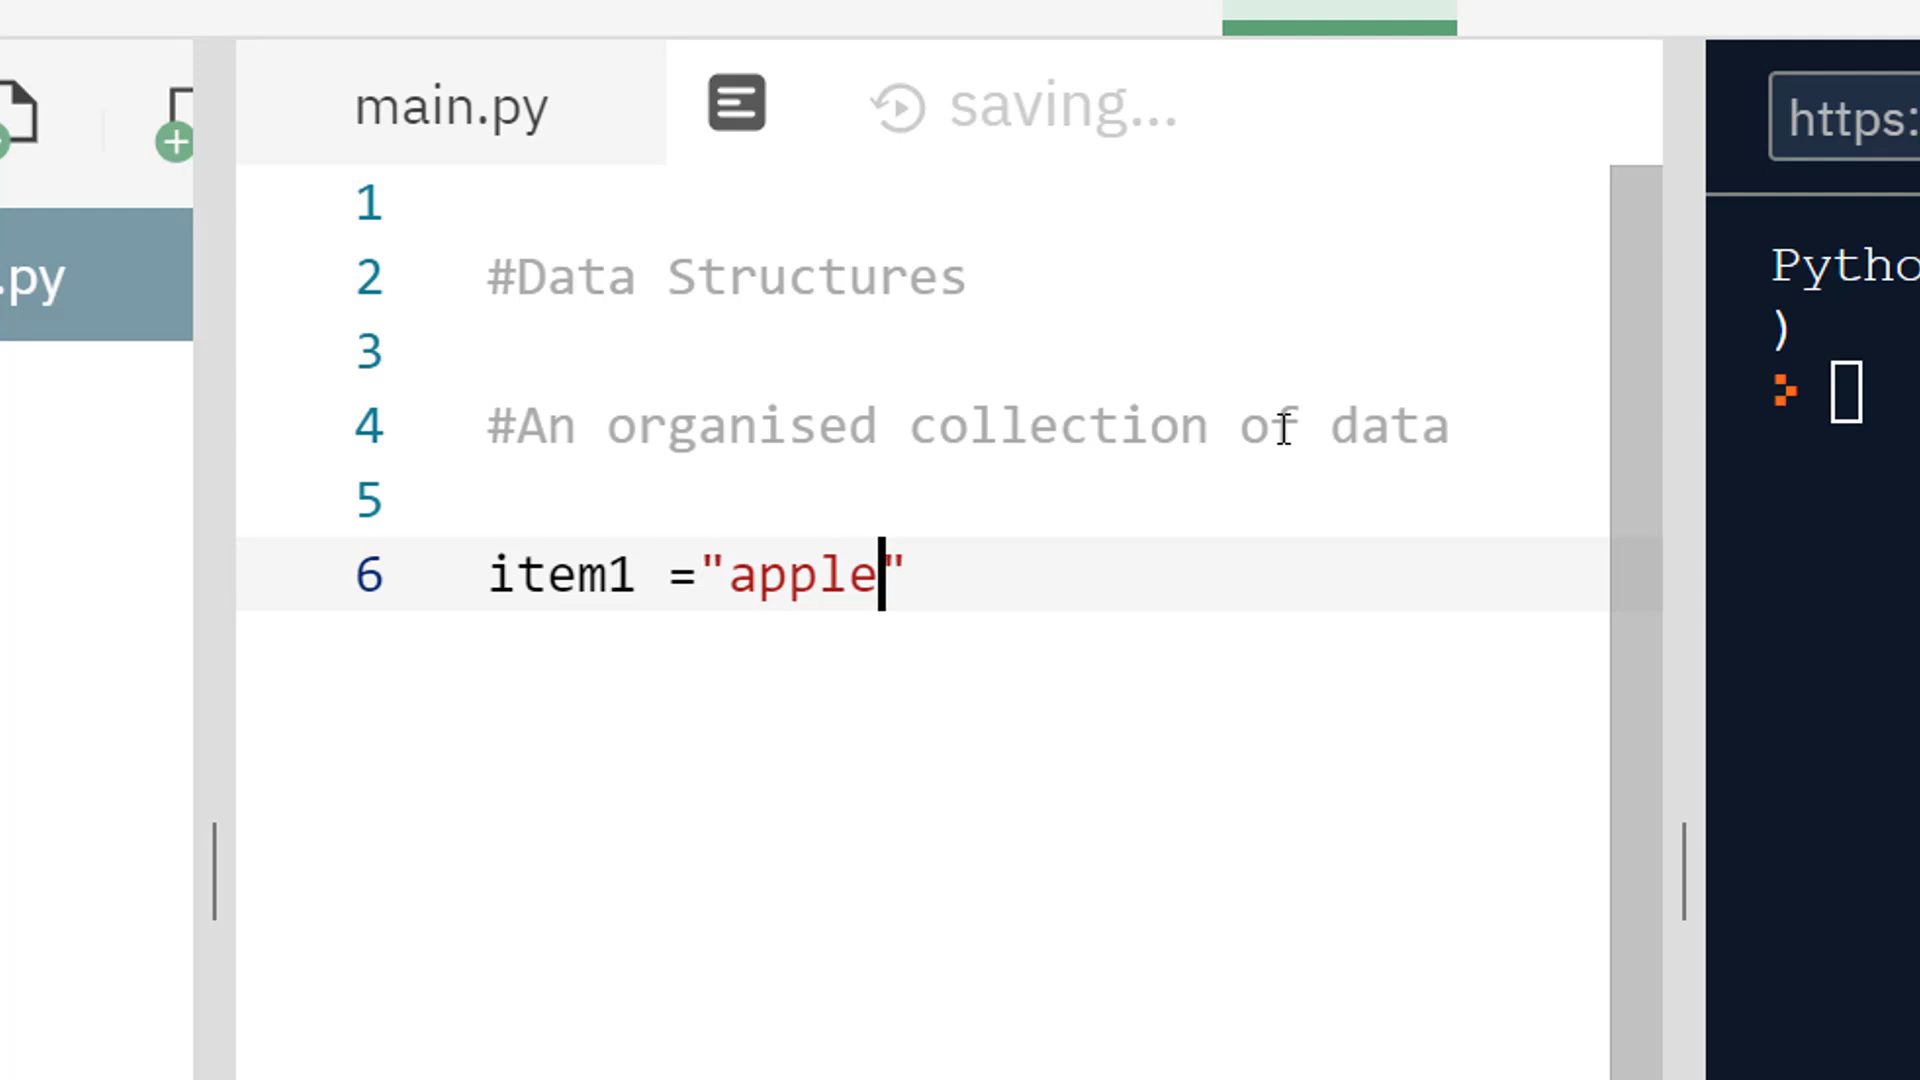 main.py
saving...
https:
.py
Pytho
)
1
2 #Data Structures
3
4 #An organised collection of data
5
6 item1 ="apple"